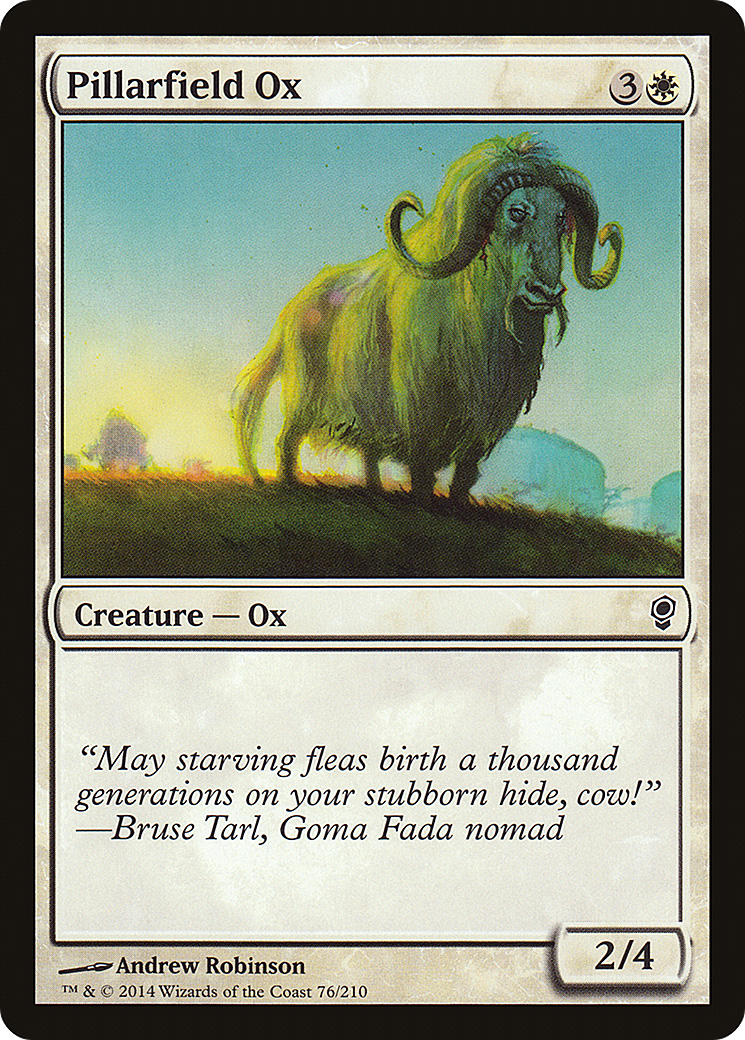 Pillarfield Ox 3
Creature — Ox
“May starving fleas birth a thousand
generations on your stubborn hide, cow!”
—Bruse Tarl, Goma Fada nomad
2/4
Andrew Robinson
™ & © 2014 Wizards of the Coast 76/210